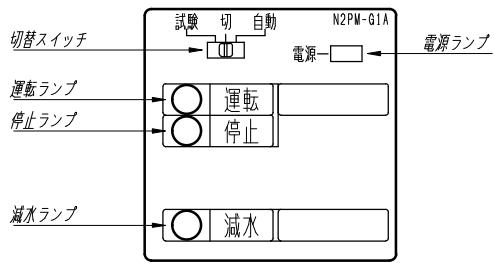 試験 切 自動 N2PM-G1A
切替スイッチ
電源
電源ランプ
運転ランプ
運転
停止ランプ
停止
減水ランプ
減水